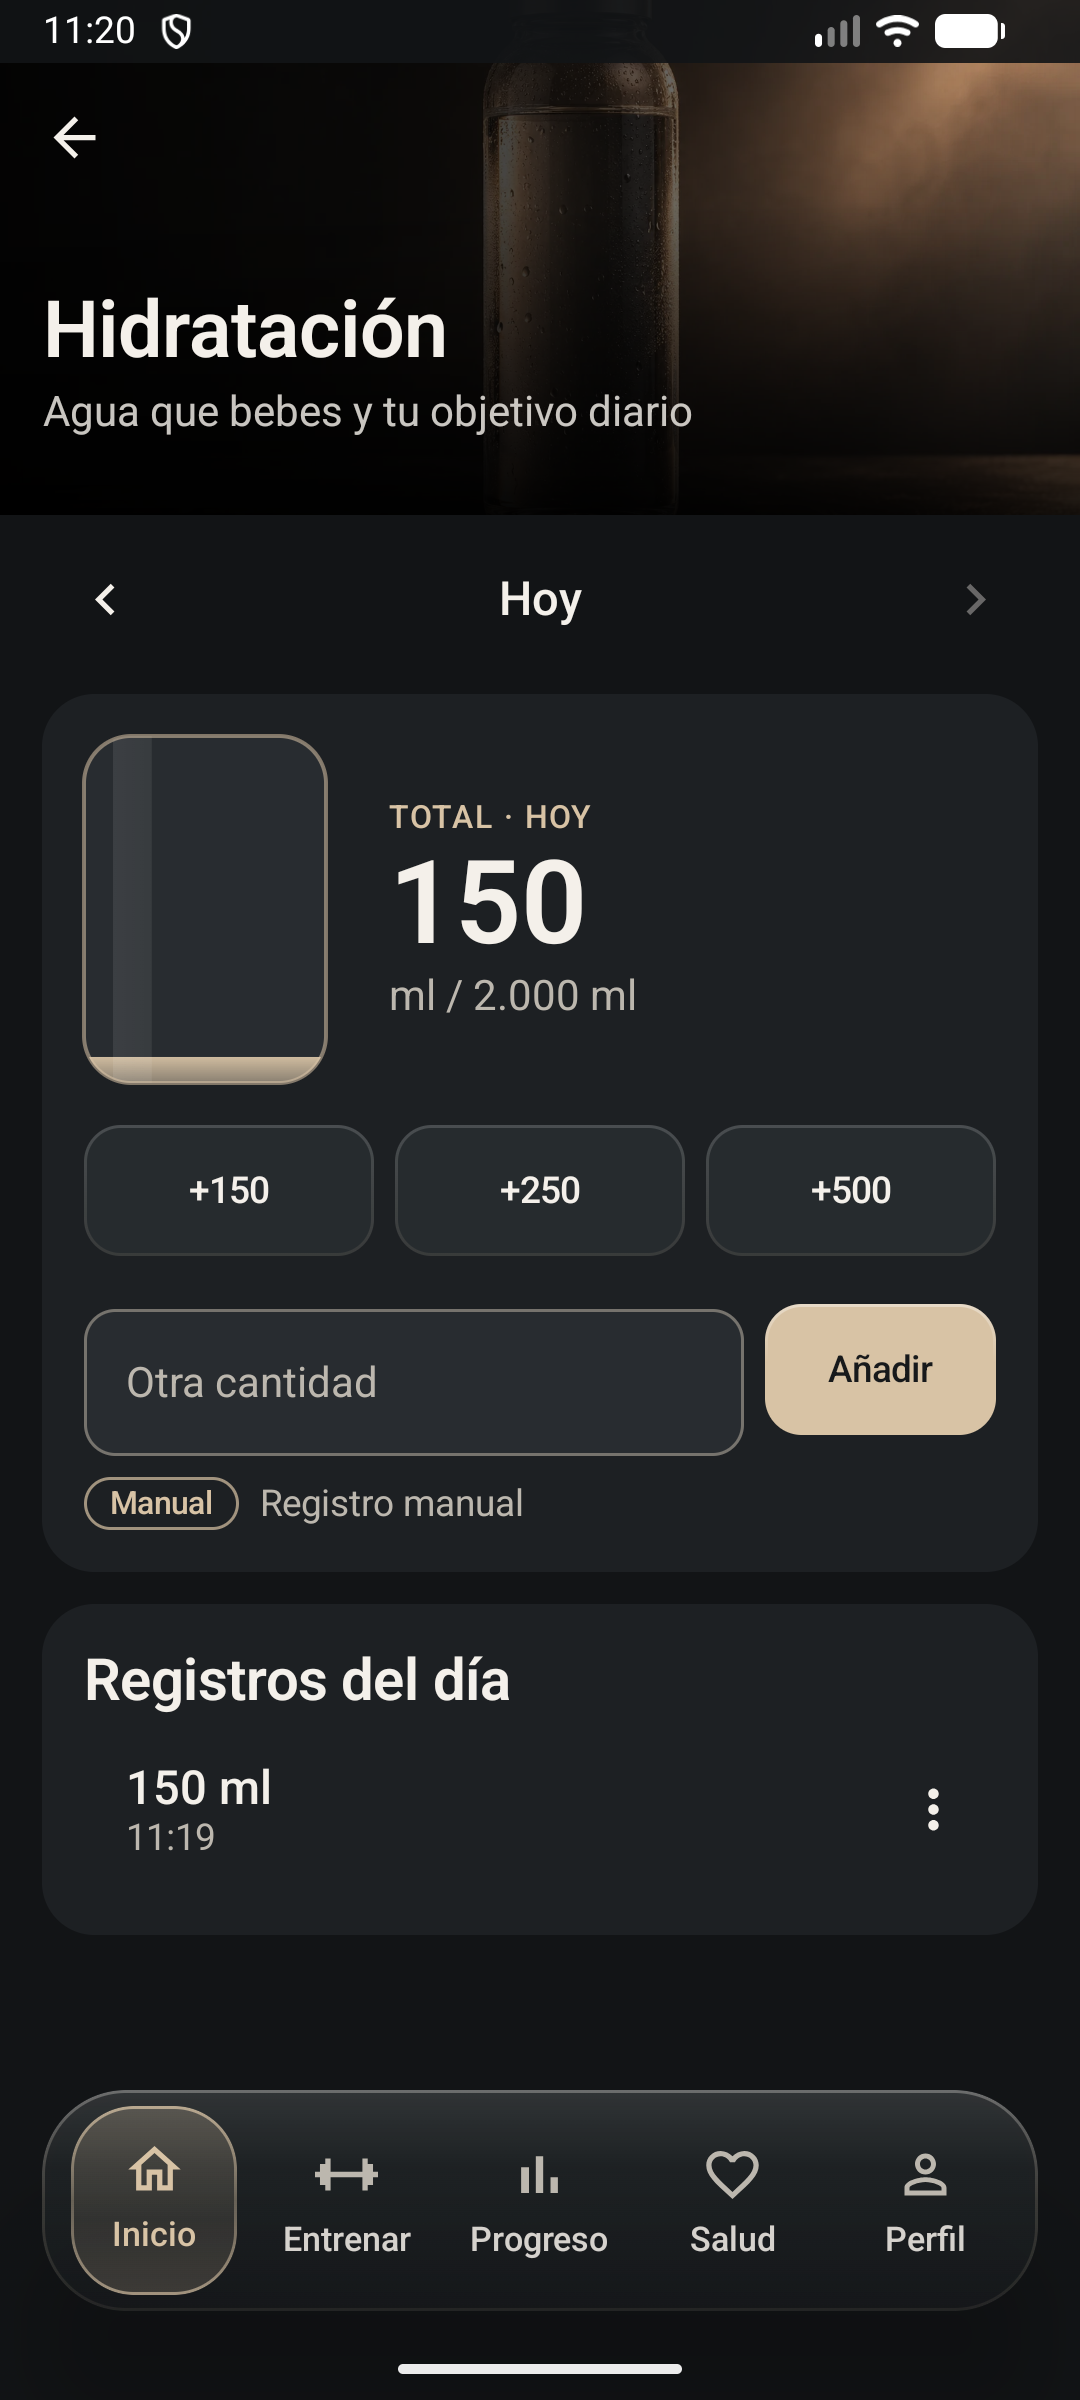 11:20
Hidratación
Agua que bebes y tu objetivo diario
Hoy
TOTAL · HOY
150
ml / 2.000 ml
+150 +250 +500
Otra cantidad
Añadir
Manual Registro manual
Registros del día
150 ml
11:19
Inicio Entrenar Progreso Salud Perfil